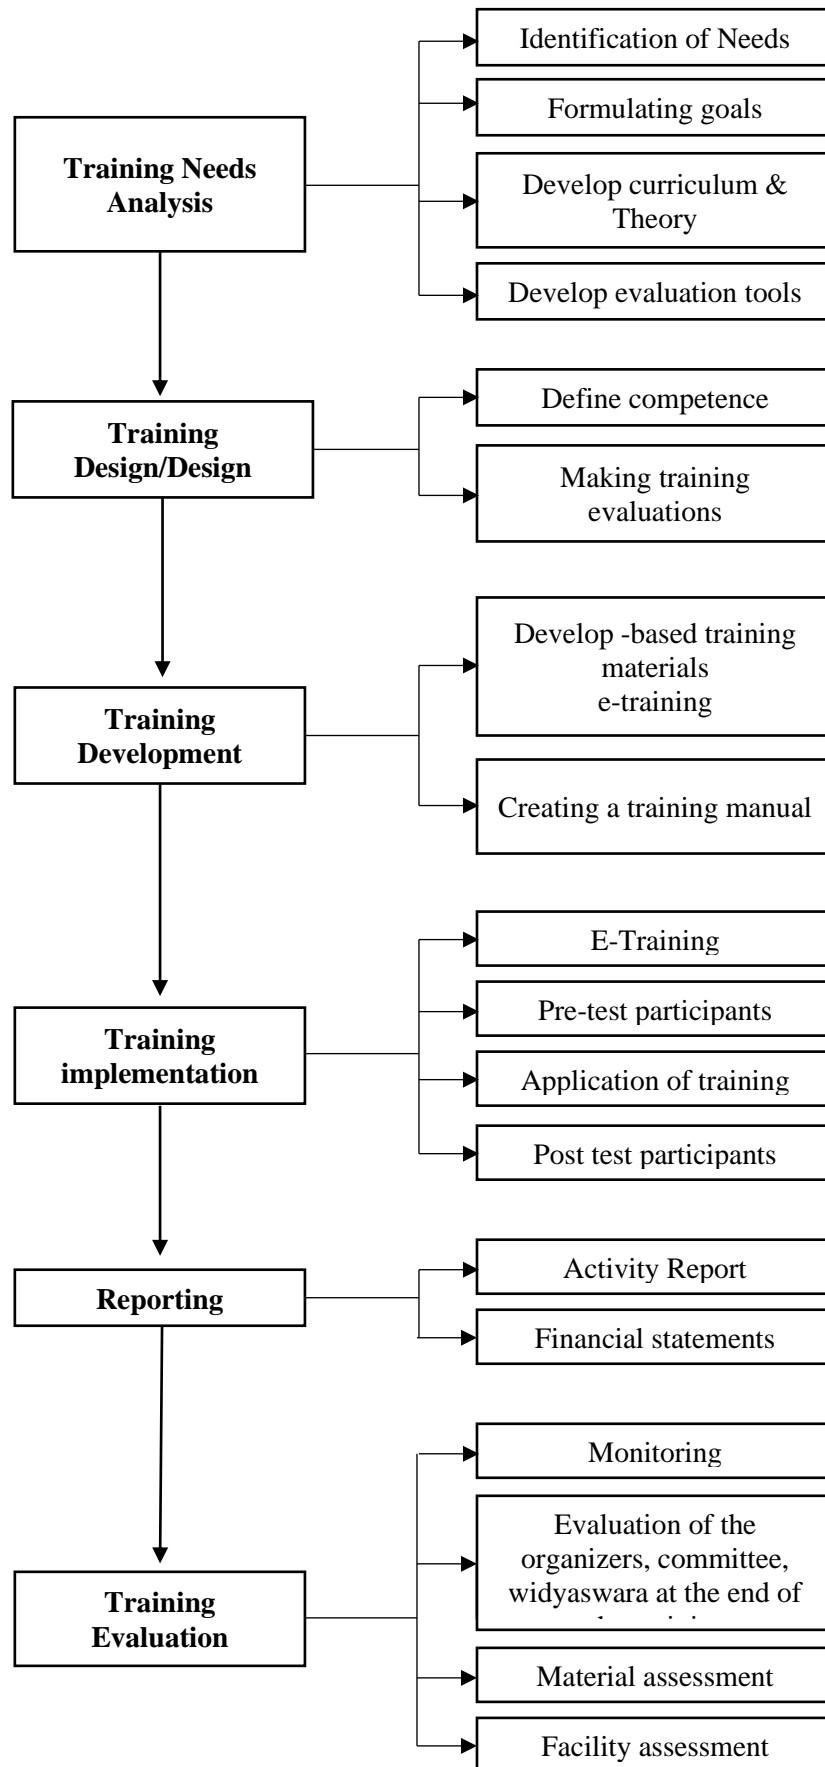 Training Needs
Analysis
Identification of Needs
Formulating goals
Develop curriculum &
Theory
Develop evaluation tools
Training
Design/Design
Define competence
Making training
evaluations
Training
Development
Develop -based training
materials
e-training
Creating a training manual
Training
implementation
E-Training
Pre-test participants
Application of training
Post test participants
Reporting
Activity Report
Financial statements
Training
Evaluation
Monitoring
Evaluation of the
organizers, committee,
widyaswara at the end of
Material assessment
Facility assessment